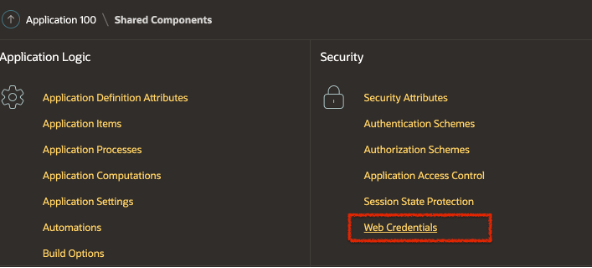 Application 100 \ Shared Components
Application Logic
Application Definition Attributes
Application Items
Application Processes
Application Computations
Application Settings
Automations
Build Options
Security
Security Attributes
Authentication Schemes
Authorization Schemes
Application Access Control
Session State Protection
Web Credentials